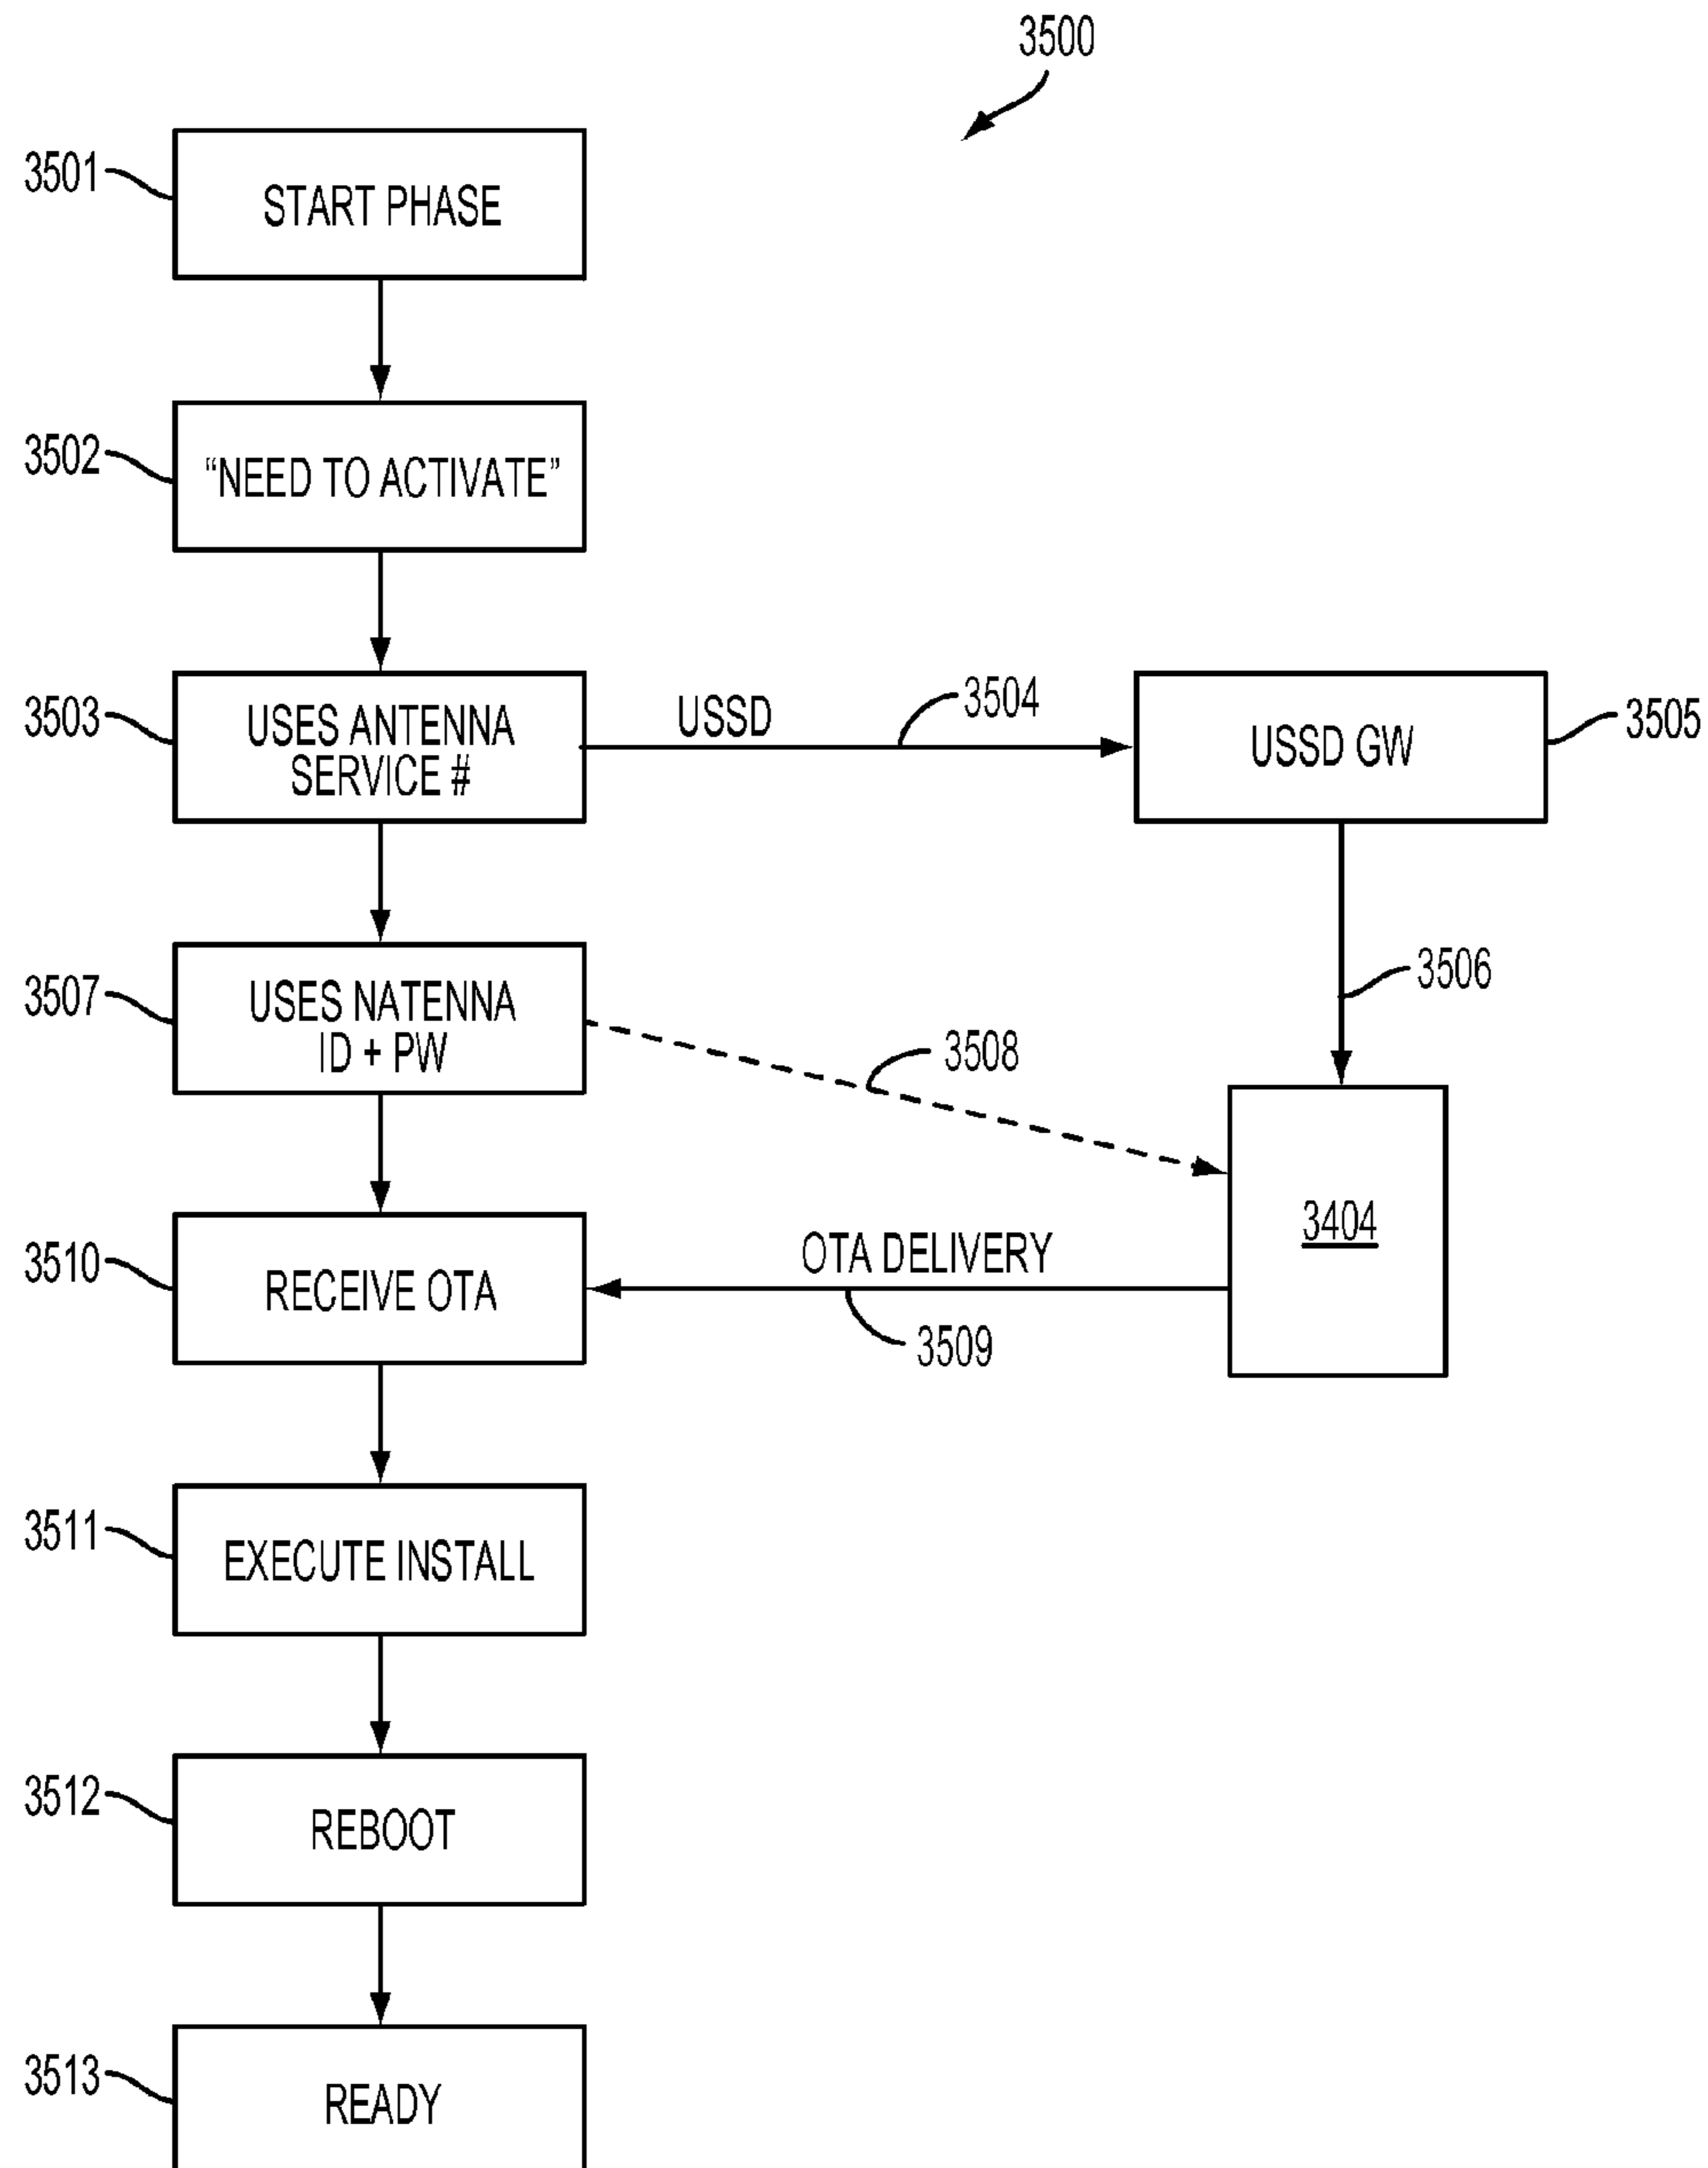 3500
3501
START PHASE
3502
“NEED TO ACTIVATE”
3503
USES ANTENNA
SERVICE #
USSD
3504
USSD GW
3505
3506
3507
USES NATENNA
ID + PW
3508
3404
3510
RECEIVE OTA
OTA DELIVERY
3509
3511
EXECUTE INSTALL
3512
REBOOT
3513
READY